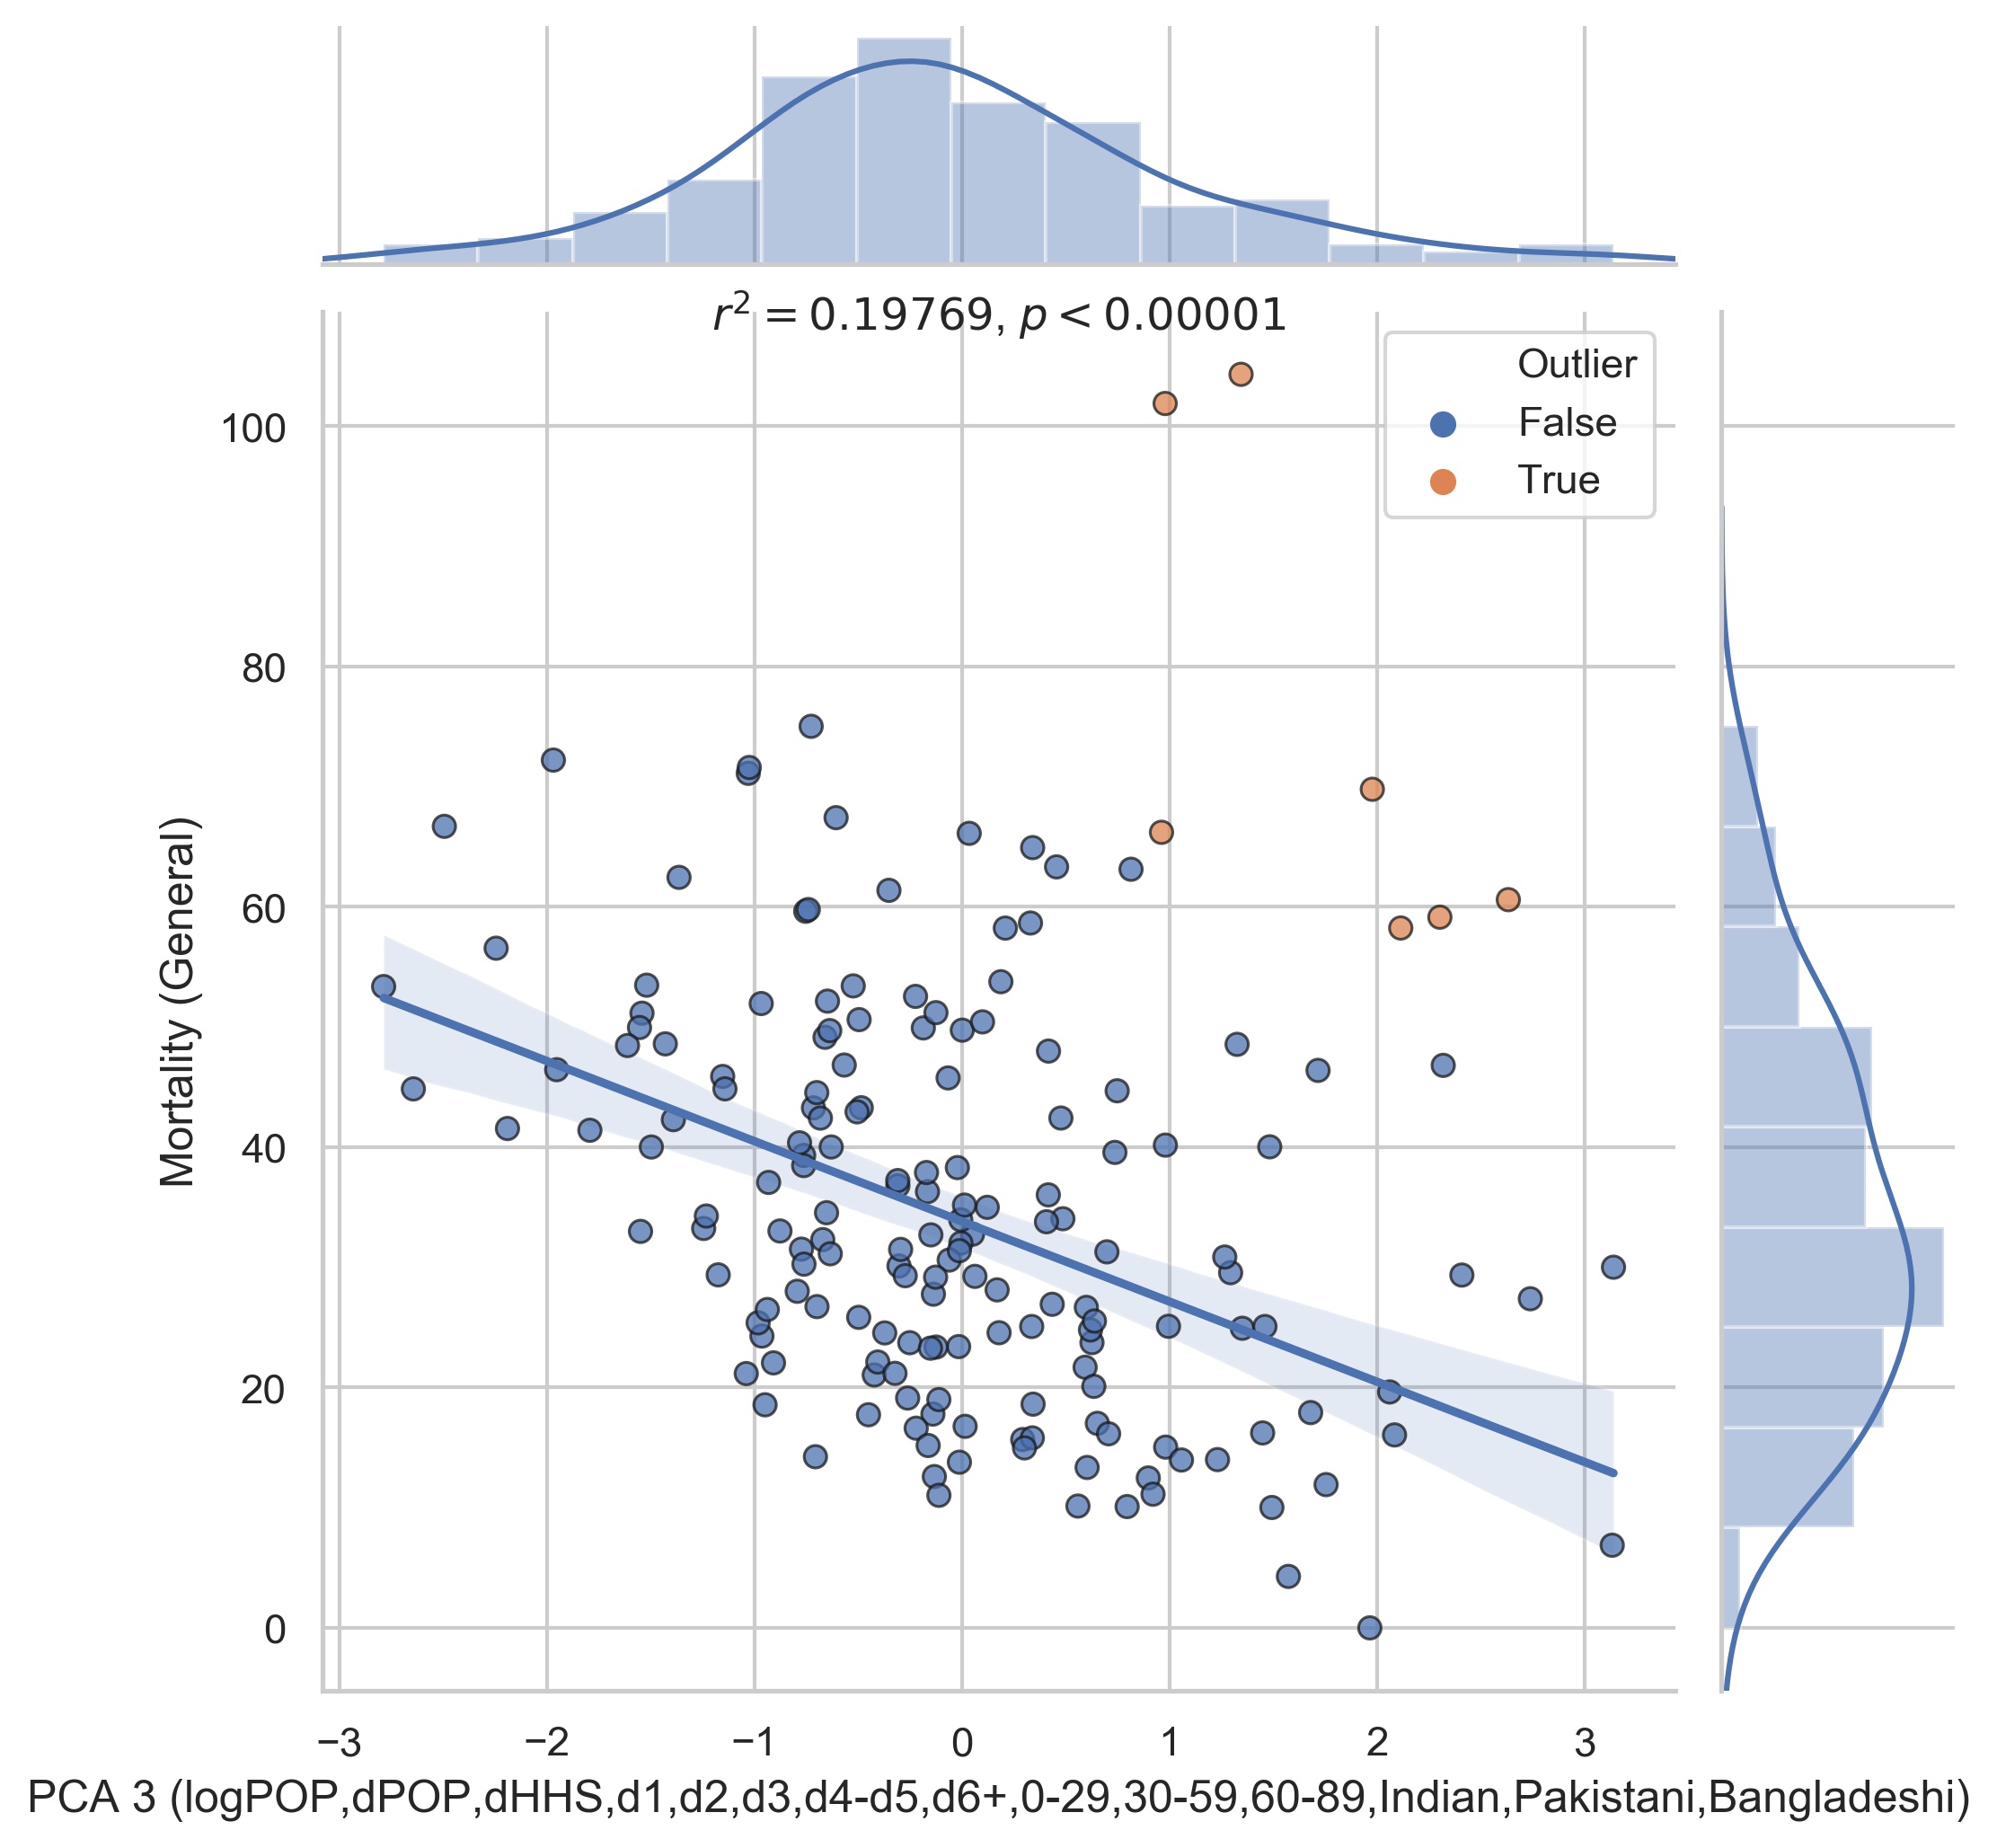 r² = 0.19769, p < 0.00001
Outlier
False
True
100
80
60
40
20
0
Mortality (General)
−3 −2 −1 0 1 2 3
PCA 3 (logPOP,dPOP,dHHS,d1,d2,d3,d4-d5,d6+,0-29,30-59,60-89,Indian,Pakistani,Bangladeshi)